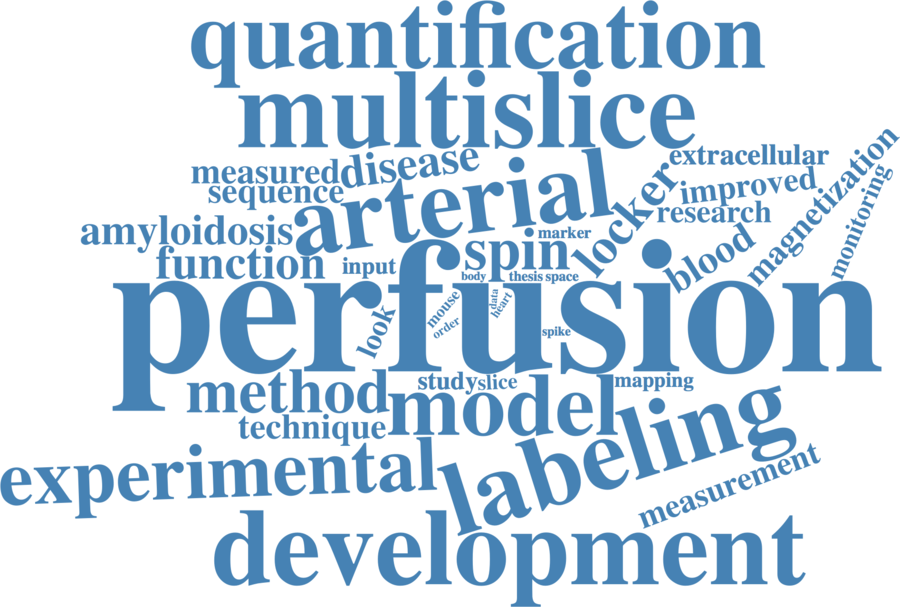 quantification
multislice
extracellular
measured
disease
sequence
arterial
locker
improved
magnetization
research
monitoring
amyloidosis
marker
blood
function
input
spin
body
thesis
space
perfusion
look
mouse
order
data
heart
spike
method
study
slice
mapping
model
technique
labeling
experimental
measurement
development